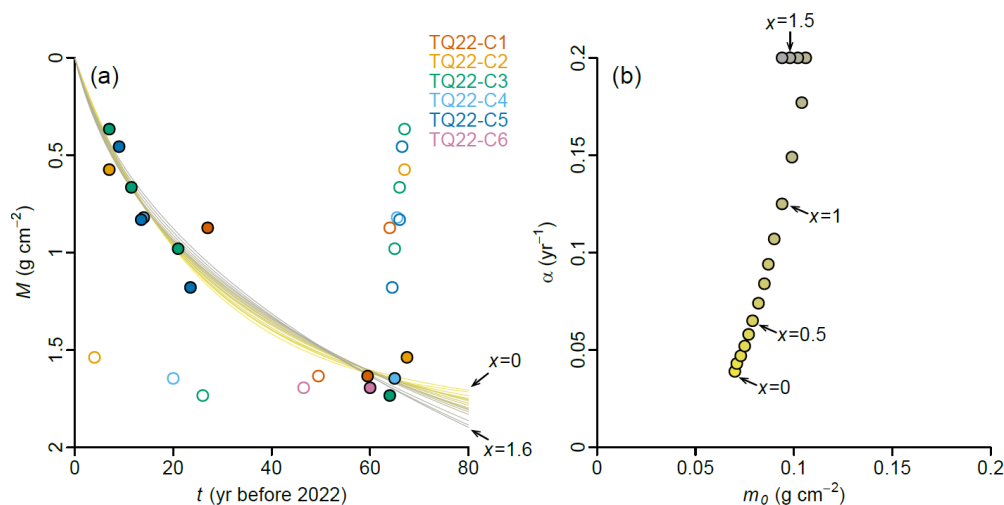 (a)
TQ22-C1
TQ22-C2
TQ22-C3
TQ22-C4
TQ22-C5
TQ22-C6
0
0.5
1
1.5
2
M (g cm⁻²)
x=0
x=1.6
0 20 40 60 80
t (yr before 2022)
(b)
x=1.5
x=1
x=0.5
x=0
0.2
0.15
0.1
0.05
0
α (yr⁻¹)
0 0.05 0.1 0.15 0.2
m₀ (g cm⁻²)